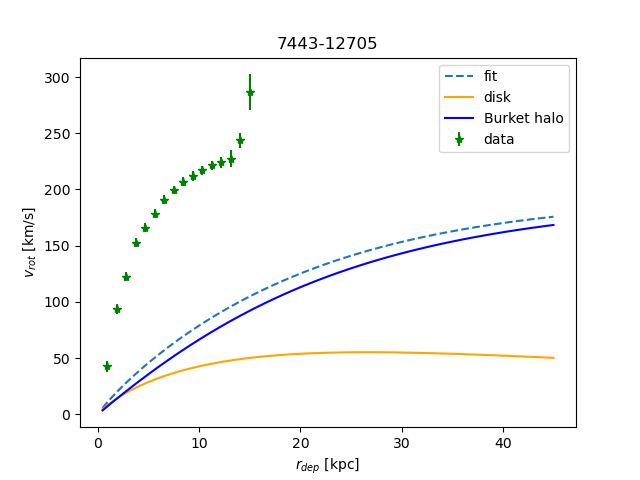 7443-12705
fit
disk
Burket halo
data
300
250
200
150
100
50
0
v_rot [km/s]
0 10 20 30 40
r_dep [kpc]